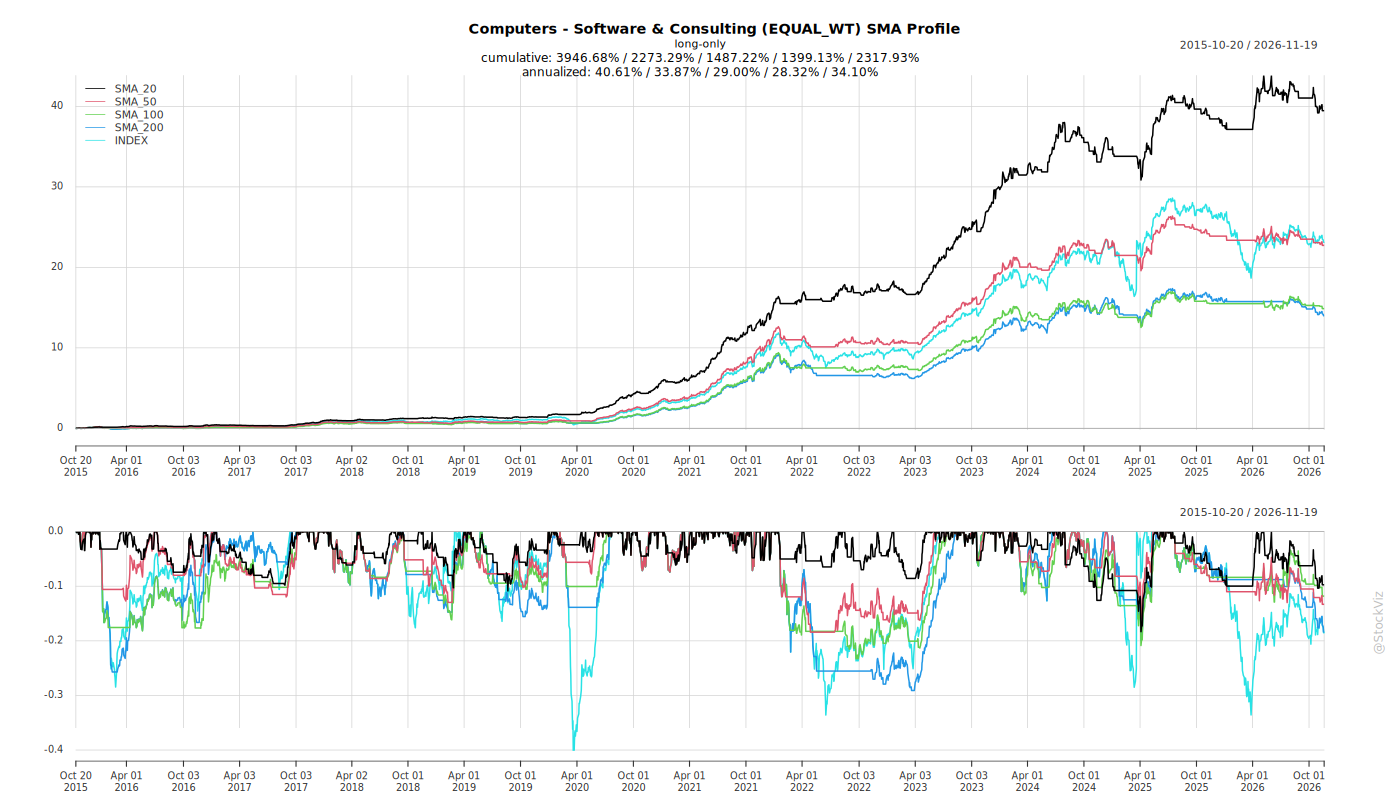 Computers - Software & Consulting (EQUAL_WT) SMA Profile
long-only
2015-10-20 / 2026-11-19
cumulative: 3946.68% / 2273.29% / 1487.22% / 1399.13% / 2317.93%
annualized: 40.61% / 33.87% / 29.00% / 28.32% / 34.10%
SMA_20
SMA_50
SMA_100
SMA_200
INDEX
40
30
20
10
0
Oct 20 Apr 01 Oct 03 Apr 03 Oct 03 Apr 02 Oct 01 Apr 01 Oct 01 Apr 01 Oct 01 Apr 01 Oct 01 Apr 01 Oct 03 Apr 03 Oct 03 Apr 01 Oct 01 Apr 01 Oct 01 Apr 01 Oct 01
2015 2016 2016 2017 2017 2018 2018 2019 2019 2020 2020 2021 2021 2022 2022 2023 2023 2024 2024 2025 2025 2026 2026
2015-10-20 / 2026-11-19
0.0
-0.1
-0.2
-0.3
-0.4
Oct 20 Apr 01 Oct 03 Apr 03 Oct 03 Apr 02 Oct 01 Apr 01 Oct 01 Apr 01 Oct 01 Apr 01 Oct 01 Apr 01 Oct 03 Apr 03 Oct 03 Apr 01 Oct 01 Apr 01 Oct 01 Apr 01 Oct 01
2015 2016 2016 2017 2017 2018 2018 2019 2019 2020 2020 2021 2021 2022 2022 2023 2023 2024 2024 2025 2025 2026 2026
@StockViz